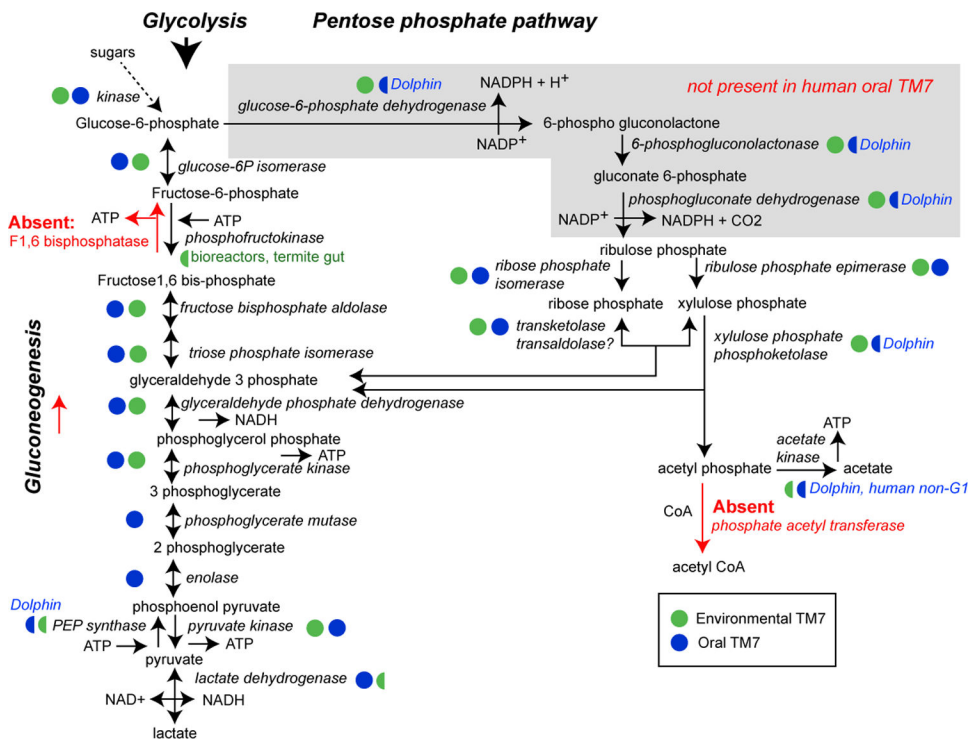 Glycolysis
Pentose phosphate pathway
sugars
kinase
Glucose-6-phosphate
Dolphin
glucose-6-phosphate dehydrogenase
NADPH + H+
NADP+
not present in human oral TM7
6-phospho gluconolactone
6-phosphogluconolactonase
Dolphin
gluconate 6-phosphate
phosphogluconate dehydrogenase
Dolphin
NADP+
NADPH + CO2
ribulose phosphate
glucose-6P isomerase
Fructose-6-phosphate
Absent:
F1,6 bisphosphatase
ATP
ATP
phosphofructokinase
bioreactors, termite gut
Fructose1,6 bis-phosphate
fructose bisphosphate aldolase
triose phosphate isomerase
glyceraldehyde 3 phosphate
glyceraldehyde phosphate dehydrogenase
NADH
phosphoglycerol phosphate
ATP
phosphoglycerate kinase
3 phosphoglycerate
phosphoglycerate mutase
2 phosphoglycerate
enolase
phosphoenol pyruvate
Dolphin
PEP synthase
pyruvate kinase
ATP
ATP
pyruvate
lactate dehydrogenase
NAD+
NADH
lactate
Gluconeogenesis
ribose phosphate
isomerase
ribulose phosphate epimerase
ribose phosphate
xylulose phosphate
transketolase
transaldolase?
xylulose phosphate
phosphoketolase
Dolphin
acetyl phosphate
acetate
kinase
ATP
acetate
Dolphin, human non-G1
CoA
Absent
phosphate acetyl transferase
acetyl CoA
Environmental TM7
Oral TM7